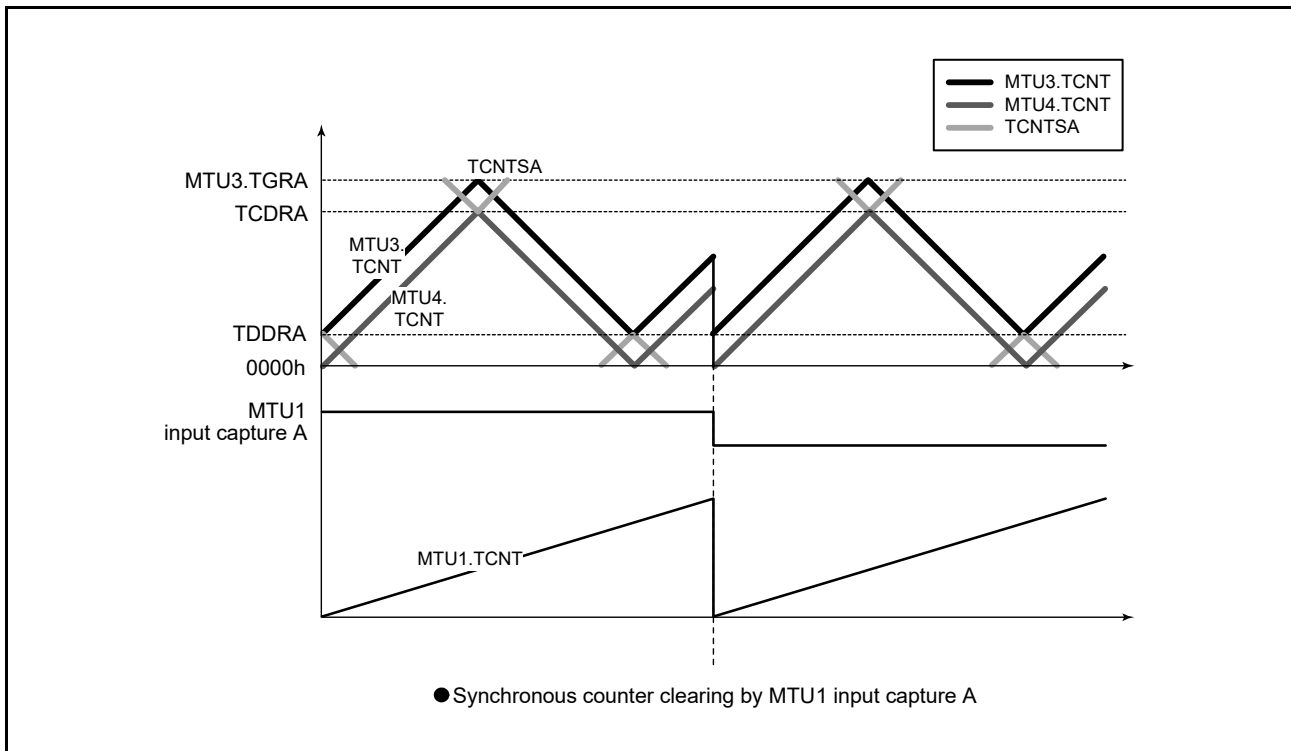 MTU3.TCNT
MTU4.TCNT
TCNTSA
TCNTSA
MTU3.TGRA
TCDRA
MTU3.
TCNT
MTU4.
TCNT
TDDRA
0000h
MTU1
input capture A
MTU1.TCNT
●Synchronous counter clearing by MTU1 input capture A